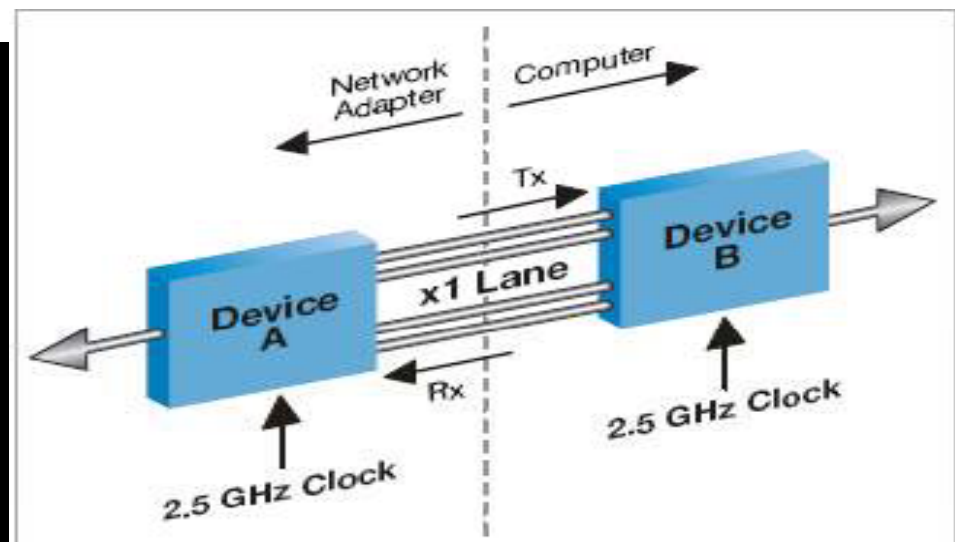 Network
Adapter
Computer
Tx
Device
B
x1 Lane
Device
A
Rx
2.5 GHz Clock
2.5 GHz Clock